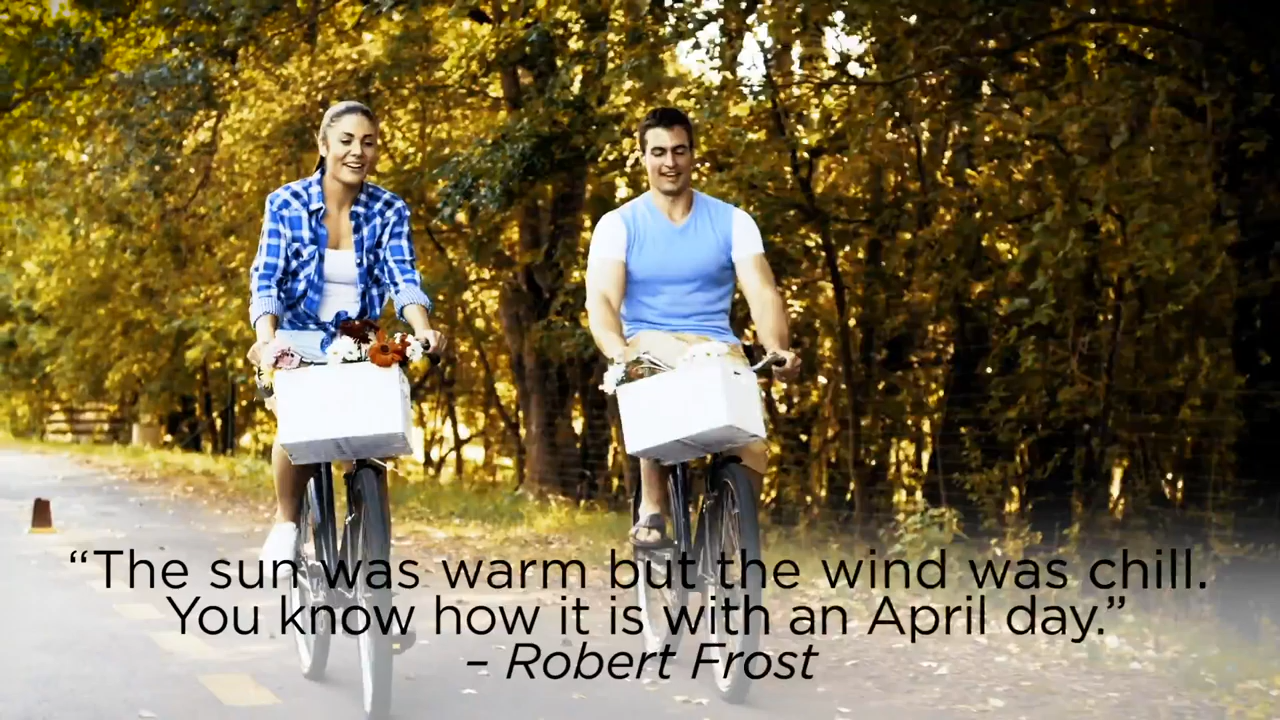 “The sun was warm but the wind was chill.
You know how it is with an April day.”
– Robert Frost